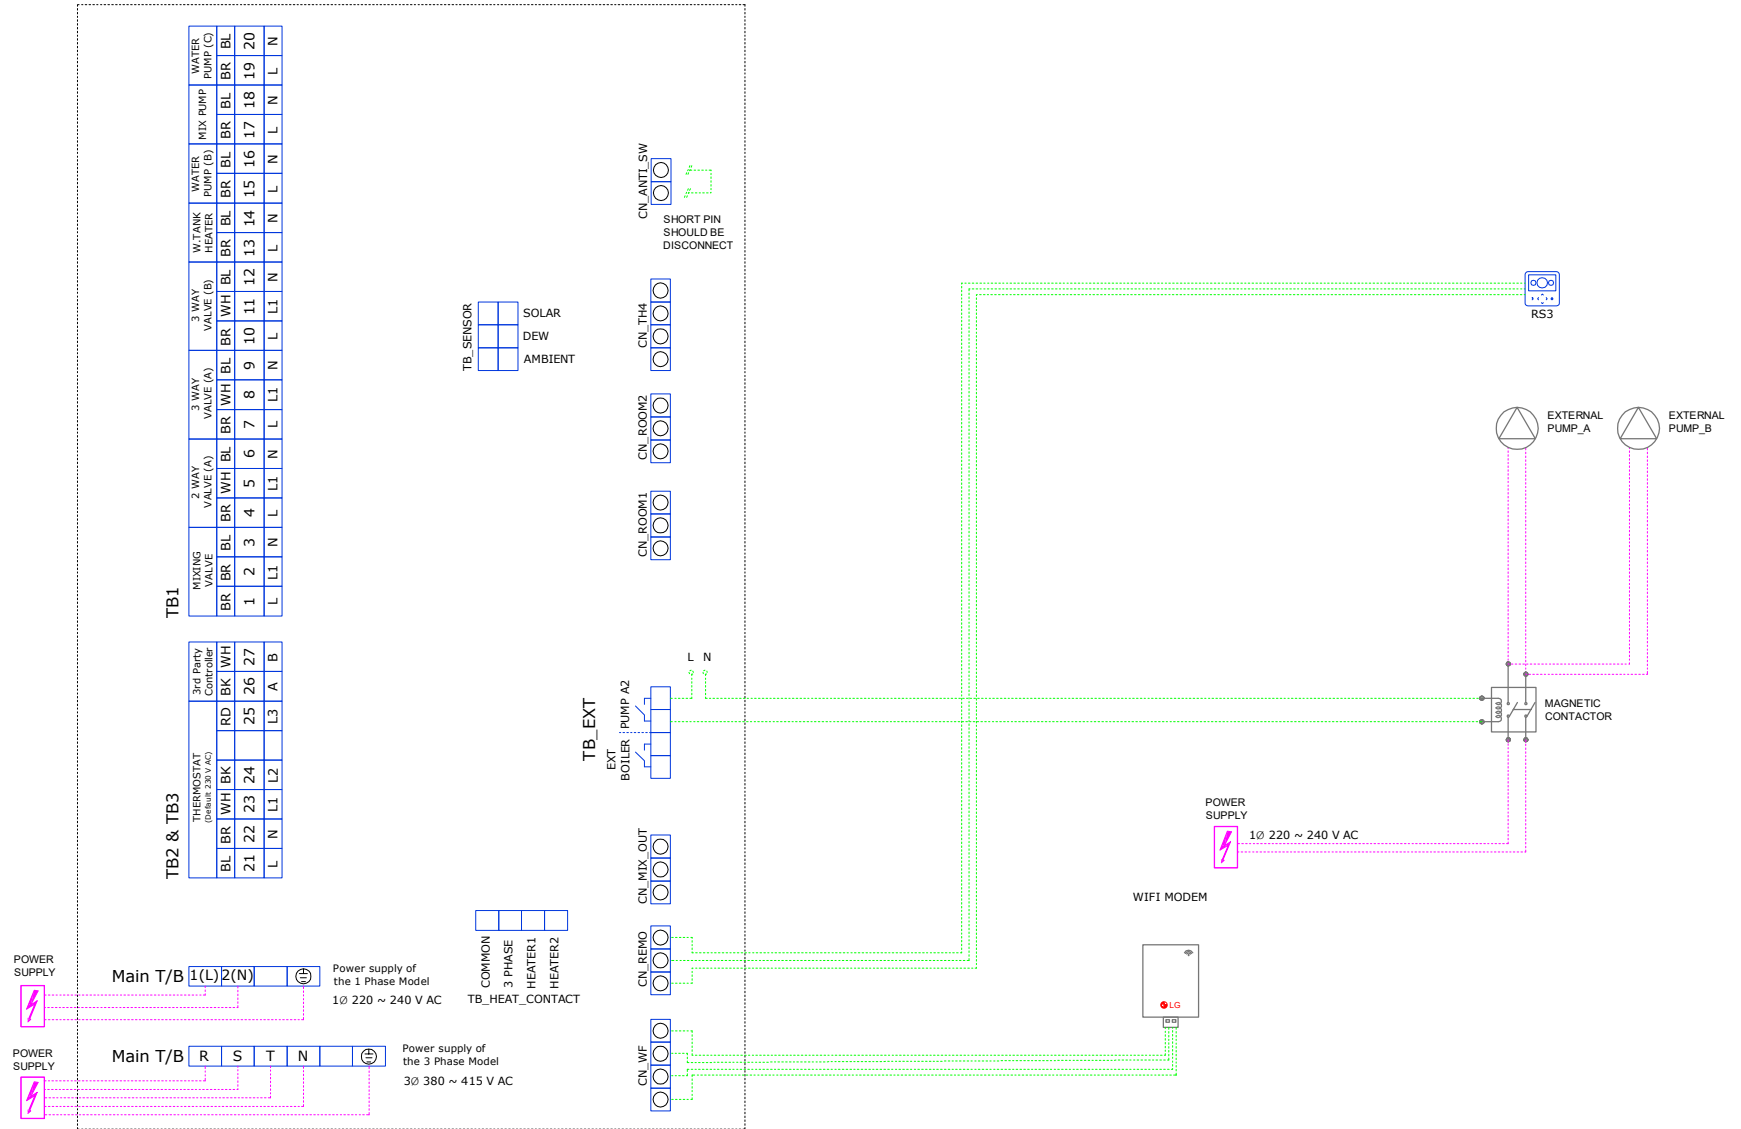 TB1
WATER
PUMP (C)
BR BL
19 20
L N
MIX PUMP
BR BL
17 18
L N
WATER
PUMP (B)
BR BL
15 16
L N
W.TANK
HEATER
BR BL
13 14
L N
3 WAY
VALVE (B)
BR WH BL
10 11 12
L L1 N
3 WAY
VALVE (A)
BR WH BL
7 8 9
L L1 N
2 WAY
VALVE (A)
BR WH BL
4 5 6
L L1 N
MIXING
VALVE
BR BR BL
1 2 3
L L1 N
TB2 & TB3
3rd Party
Controller
BK WH
26 27
A B
THERMOSTAT
(Default 230 V AC)
BL BR WH BK RD
21 22 23 24 25
L N L1 L2 L3
TB_SENSOR
SOLAR
DEW
AMBIENT
CN_ANTI_SW
SHORT PIN
SHOULD BE
DISCONNECT
CN_TH4
CN_ROOM2
CN_ROOM1
L N
TB_EXT
PUMP A2
EXT
BOILER
CN_MIX_OUT
CN_REMO
CN_WF
COMMON
3 PHASE
HEATER1
HEATER2
TB_HEAT_CONTACT
POWER
SUPPLY
Main T/B 1(L) 2(N)
Power supply of
the 1 Phase Model
1Ø 220 ~ 240 V AC
POWER
SUPPLY
Main T/B R S T N
Power supply of
the 3 Phase Model
3Ø 380 ~ 415 V AC
RS3
EXTERNAL
PUMP_A
EXTERNAL
PUMP_B
MAGNETIC
CONTACTOR
POWER
SUPPLY
1Ø 220 ~ 240 V AC
WIFI MODEM
LG